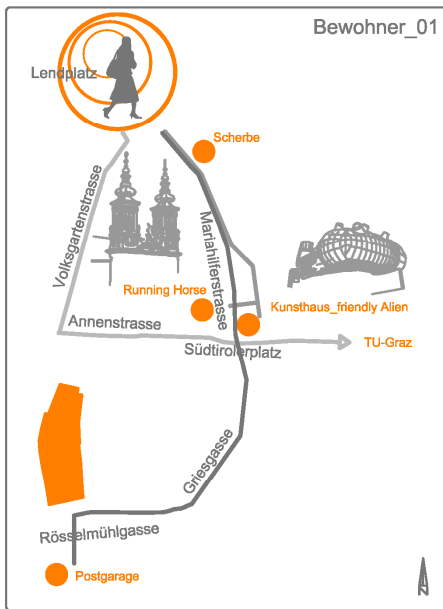 Bewohner_01
Lendplatz
Scherbe
Volksgartenstrasse
Mariahilferstrasse
Running Horse
Kunsthaus_friendly Alien
Annenstrasse
Südtirolerplatz
TU-Graz
Griesgasse
Rösselmühlgasse
Postgarage
N